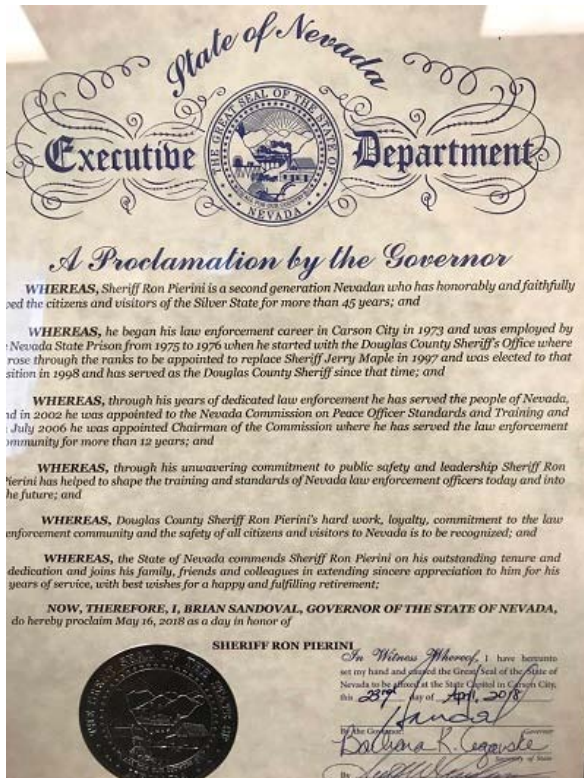 State of Nevada
Executive Department
THE GREAT SEAL OF THE STATE OF NEVADA
ALL FOR OUR COUNTRY
A Proclamation by the Governor
WHEREAS, Sheriff Ron Pierini is a second generation Nevadan who has honorably and faithfully
ved the citizens and visitors of the Silver State for more than 45 years; and
WHEREAS, he began his law enforcement career in Carson City in 1973 and was employed by
Nevada State Prison from 1975 to 1976 when he started with the Douglas County Sheriff's Office where
rose through the ranks to be appointed to replace Sheriff Jerry Maple in 1997 and was elected to that
sition in 1998 and has served as the Douglas County Sheriff since that time; and
WHEREAS, through his years of dedicated law enforcement he has served the people of Nevada,
d in 2002 he was appointed to the Nevada Commission on Peace Officer Standards and Training and
July 2006 he was appointed Chairman of the Commission where he has served the law enforcement
mmunity for more than 12 years; and
WHEREAS, through his unwavering commitment to public safety and leadership Sheriff Ron
Pierini has helped to shape the training and standards of Nevada law enforcement officers today and into
he future; and
WHEREAS, Douglas County Sheriff Ron Pierini's hard work, loyalty, commitment to the law
enforcement community and the safety of all citizens and visitors to Nevada is to be recognized; and
WHEREAS, the State of Nevada commends Sheriff Ron Pierini on his outstanding tenure and
dedication and joins his family, friends and colleagues in extending sincere appreciation to him for his
years of service, with best wishes for a happy and fulfilling retirement;
NOW, THEREFORE, I, BRIAN SANDOVAL, GOVERNOR OF THE STATE OF NEVADA,
do hereby proclaim May 16, 2018 as a day in honor of
SHERIFF RON PIERINI
In Witness Whereof, I have hereunto
set my hand and caused the Great Seal of the State of
Nevada to be affixed at the State Capitol in Carson City,
this 23rd day of April, 2018
By the Governor: Governor
Barbara K. Cegavske
Secretary of State
By